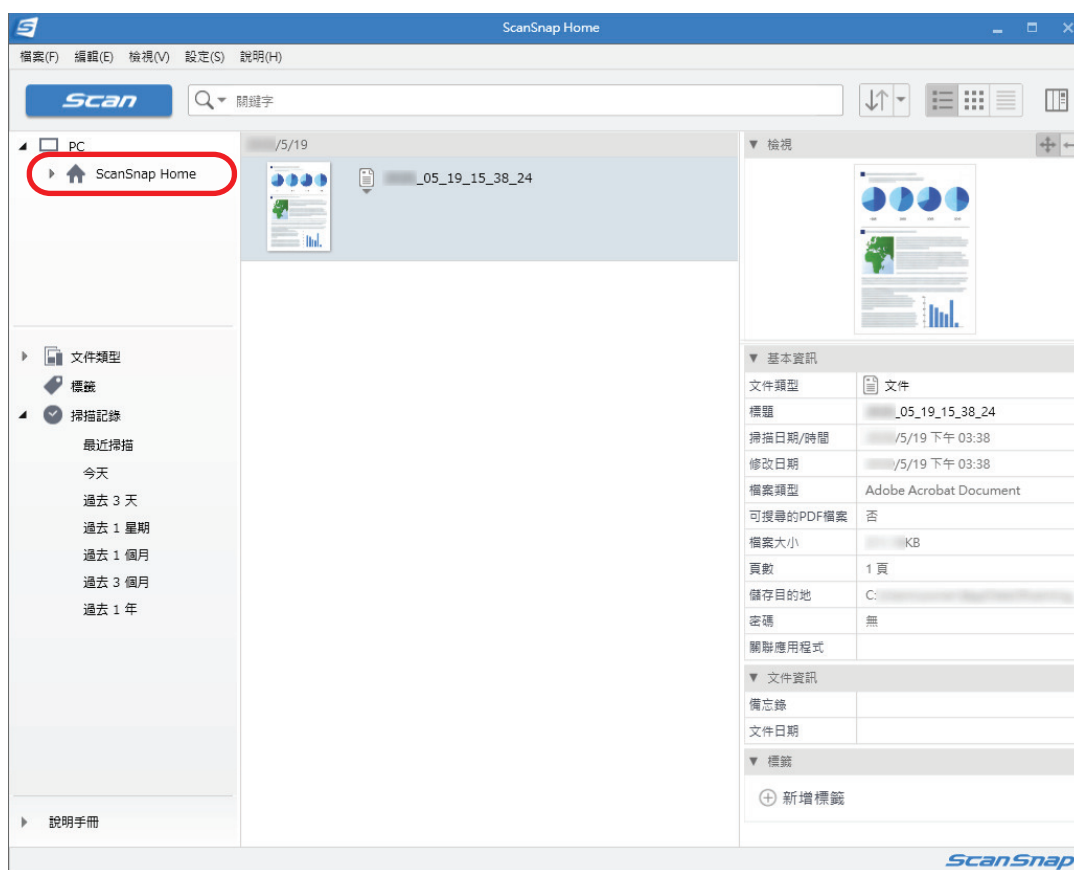 ScanSnap Home
檔案(F) 編輯(E) 檢視(V) 設定(S) 說明(H)
Scan 關鍵字
PC
ScanSnap Home
文件類型
標籤
掃描記錄
最近掃描
今天
過去 3 天
過去 1 星期
過去 1 個月
過去 3 個月
過去 1 年
說明手冊
/5/19
_05_19_15_38_24
檢視
基本資訊
文件類型 文件
標題 _05_19_15_38_24
掃描日期/時間 /5/19 下午 03:38
修改日期 /5/19 下午 03:38
檔案類型 Adobe Acrobat Document
可搜尋的PDF檔案 否
檔案大小 KB
頁數 1 頁
儲存目的地 C:
密碼 無
關聯應用程式
文件資訊
備忘錄
文件日期
標籤
新增標籤
ScanSnap